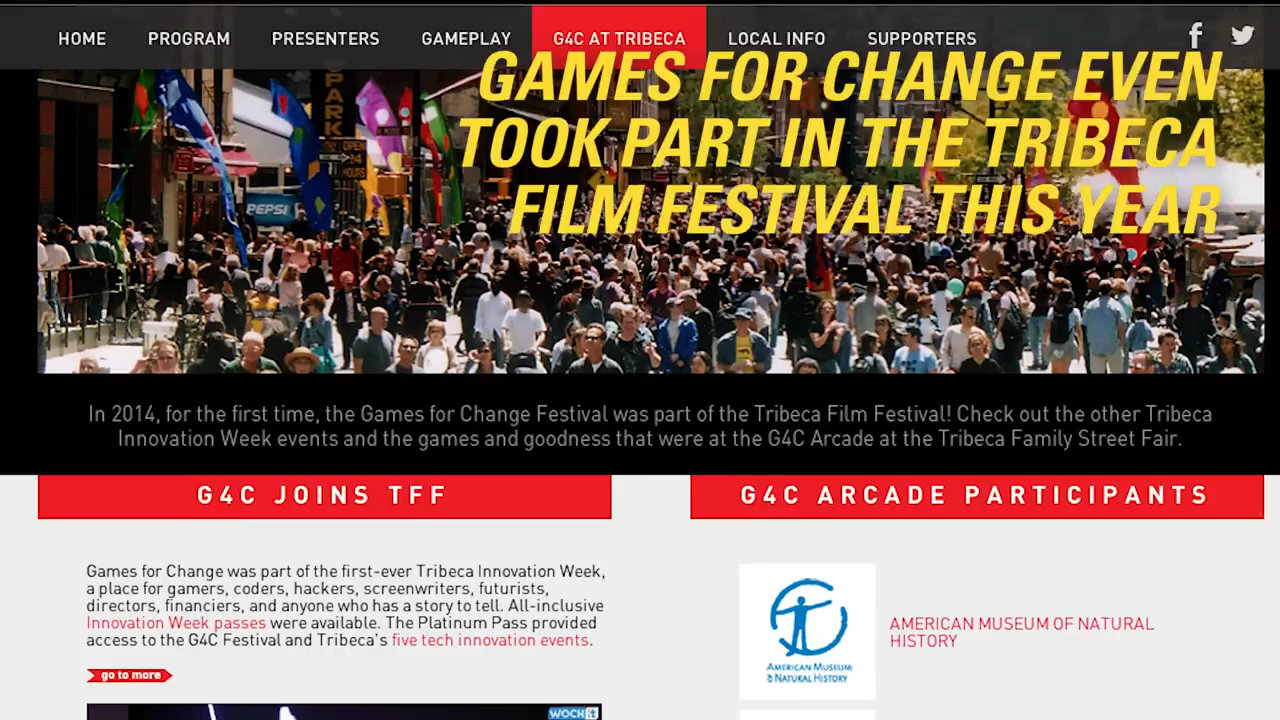 HOME PROGRAM PRESENTERS GAMEPLAY G4C AT TRIBECA LOCAL INFO SUPPORTERS
GAMES FOR CHANGE EVEN
TOOK PART IN THE TRIBECA
FILM FESTIVAL THIS YEAR
PARK
OPEN
24
HOURS
PEPSI
In 2014, for the first time, the Games for Change Festival was part of the Tribeca Film Festival! Check out the other Tribeca
Innovation Week events and the games and goodness that were at the G4C Arcade at the Tribeca Family Street Fair.
G4C JOINS TFF
Games for Change was part of the first-ever Tribeca Innovation Week,
a place for gamers, coders, hackers, screenwriters, futurists,
directors, financiers, and anyone who has a story to tell. All-inclusive
Innovation Week passes were available. The Platinum Pass provided
access to the G4C Festival and Tribeca's five tech innovation events.
go to more
WOCHit
G4C ARCADE PARTICIPANTS
AMERICAN MUSEUM
OF NATURAL HISTORY
AMERICAN MUSEUM OF NATURAL
HISTORY